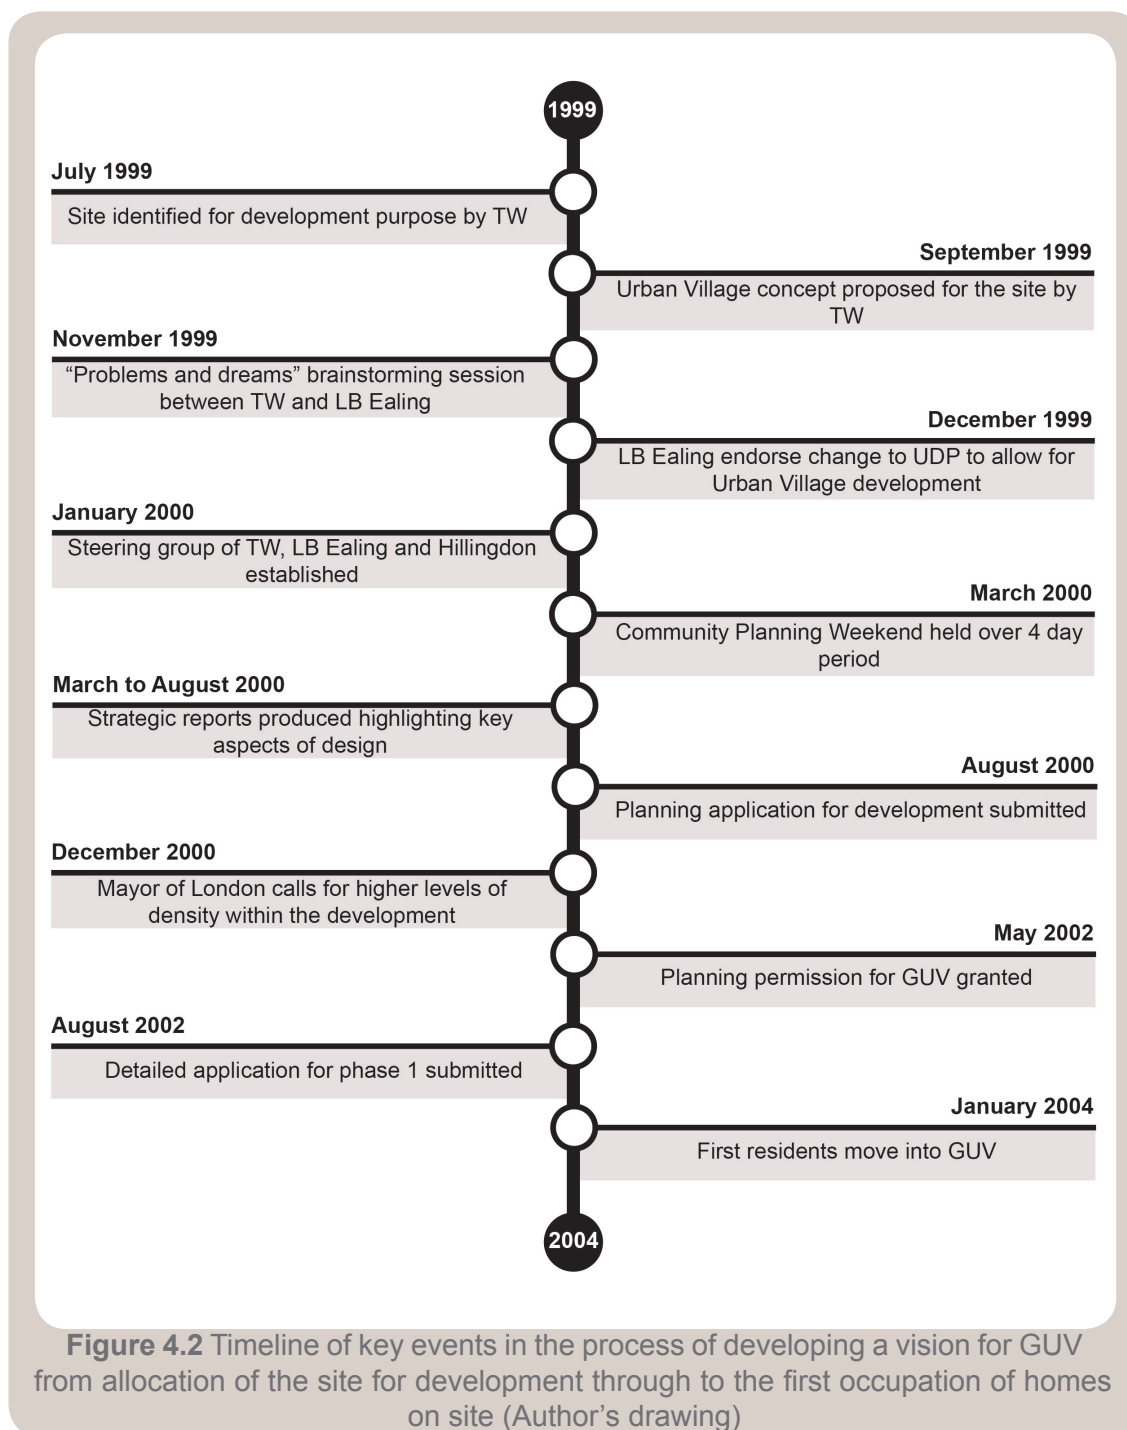 1999
July 1999
Site identified for development purpose by TW
September 1999
Urban Village concept proposed for the site by
TW
November 1999
“Problems and dreams” brainstorming session
between TW and LB Ealing
December 1999
LB Ealing endorse change to UDP to allow for
Urban Village development
January 2000
Steering group of TW, LB Ealing and Hillingdon
established
March 2000
Community Planning Weekend held over 4 day
period
March to August 2000
Strategic reports produced highlighting key
aspects of design
August 2000
Planning application for development submitted
December 2000
Mayor of London calls for higher levels of
density within the development
May 2002
Planning permission for GUV granted
August 2002
Detailed application for phase 1 submitted
January 2004
First residents move into GUV
2004
Figure 4.2 Timeline of key events in the process of developing a vision for GUV
from allocation of the site for development through to the first occupation of homes
on site (Author’s drawing)